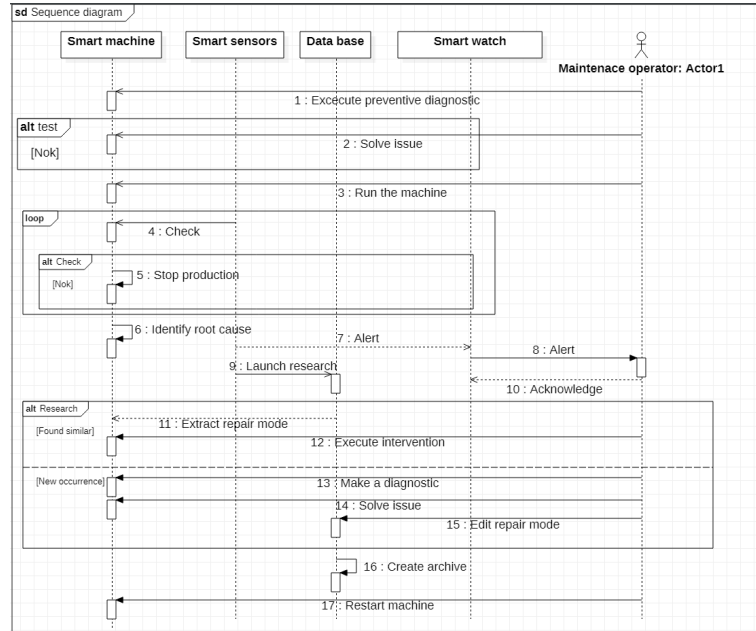 sd Sequence diagram
Smart machine
Smart sensors
Data base
Smart watch
Maintenace operator: Actor1
1 : Excecute preventive diagnostic
alt test
[Nok]
2 : Solve issue
3 : Run the machine
loop
4 : Check
alt Check
[Nok]
5 : Stop production
6 : Identify root cause
7 : Alert
8 : Alert
9 : Launch research
10 : Acknowledge
alt Research
[Found similar]
11 : Extract repair mode
12 : Execute intervention
[New occurrence]
13 : Make a diagnostic
14 : Solve issue
15 : Edit repair mode
16 : Create archive
17 : Restart machine